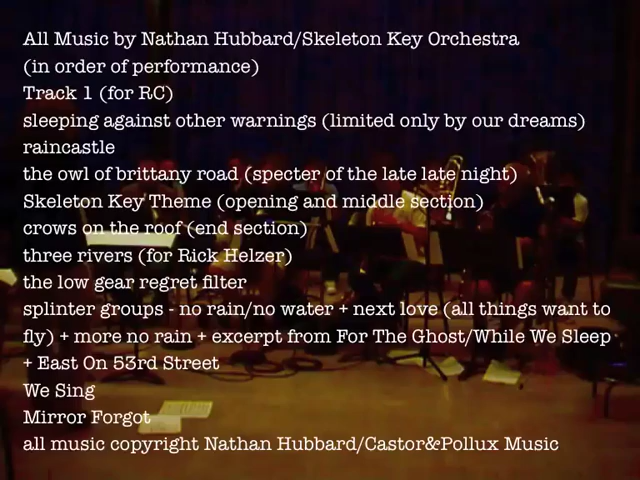 All Music by Nathan Hubbard/Skeleton Key Orchestra
(in order of performance)
Track 1 (for RC)
sleeping against other warnings (limited only by our dreams)
raincastle
the owl of brittany road (specter of the late late night)
Skeleton Key Theme (opening and middle section)
crows on the roof (end section)
three rivers (for Rick Helzer)
the low gear regret filter
splinter groups - no rain/no water + next love (all things want to
fly) + more no rain + excerpt from For The Ghost/While We Sleep
+ East On 53rd Street
We Sing
Mirror Forgot
all music copyright Nathan Hubbard/Castor&Pollux Music